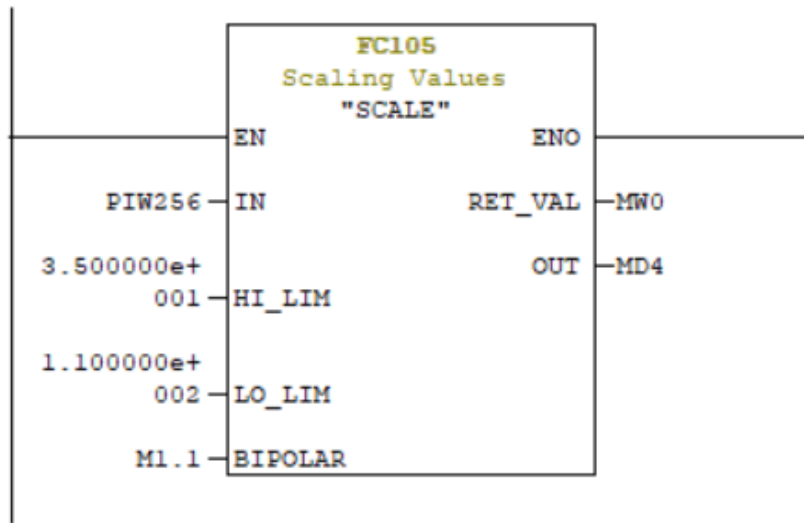 FC105
Scaling Values
"SCALE"
EN ENO
PIW256 IN RET_VAL MW0
3.500000e+ OUT MD4
001 HI_LIM
1.100000e+
002 LO_LIM
M1.1 BIPOLAR